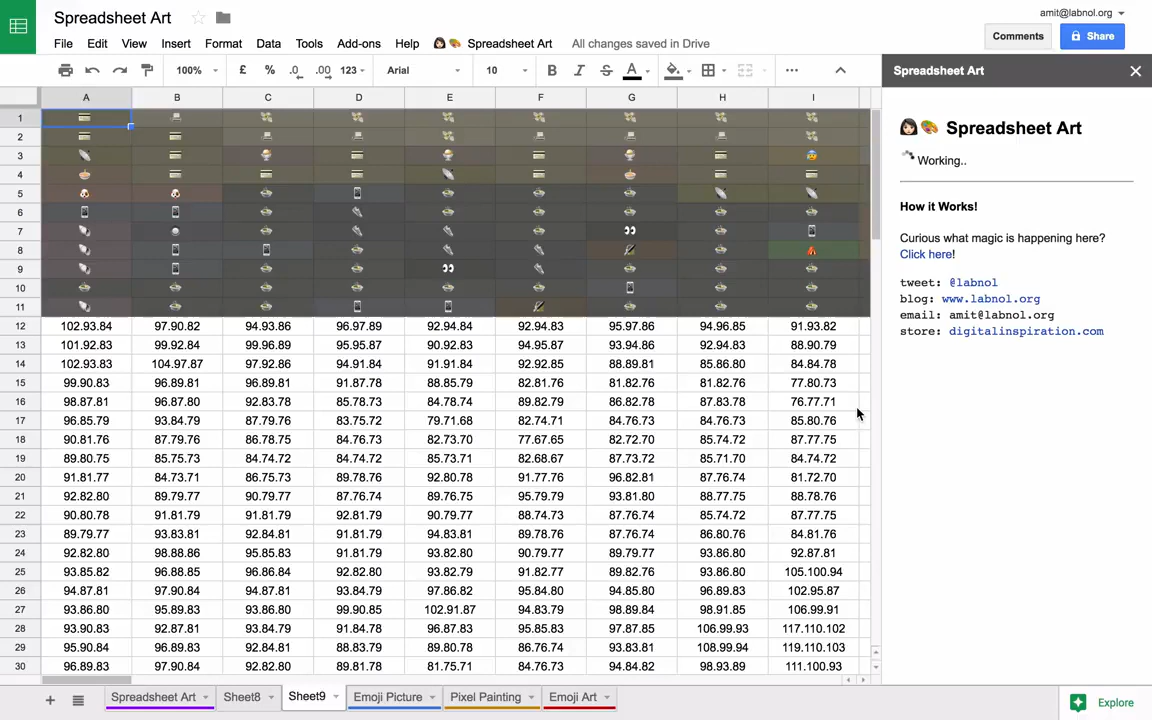 Spreadsheet Art
amit@labnol.org
File Edit View Insert Format Data Tools Add-ons Help Spreadsheet Art All changes saved in Drive
Comments
Share
100% £ % .0 .00 123 Arial 10 B I S A
Spreadsheet Art
A B C D E F G H I
1
2
3
4
5
6
7
8
9
10
11
12 102.93.84 97.90.82 94.93.86 96.97.89 92.94.84 92.94.83 95.97.86 94.96.85 91.93.82
13 101.92.83 99.92.84 99.96.89 95.95.87 90.92.83 94.95.87 93.94.86 92.94.83 88.90.79
14 102.93.83 104.97.87 97.92.86 94.91.84 91.91.84 92.92.85 88.89.81 85.86.80 84.84.78
15 99.90.83 96.89.81 96.89.81 91.87.78 88.85.79 82.81.76 81.82.76 81.82.76 77.80.73
16 98.87.81 96.87.80 92.83.78 85.78.73 84.78.74 89.82.79 86.82.78 87.83.78 76.77.71
17 96.85.79 93.84.79 87.79.76 83.75.72 79.71.68 82.74.71 84.76.73 84.76.73 85.80.76
18 90.81.76 87.79.76 86.78.75 84.76.73 82.73.70 77.67.65 82.72.70 85.74.72 87.77.75
19 89.80.75 85.75.73 84.74.72 84.74.72 85.73.71 82.68.67 87.73.72 85.71.70 84.74.72
20 91.81.77 84.73.71 86.75.73 89.78.76 92.80.78 91.77.76 96.82.81 87.76.74 81.72.70
21 92.82.80 89.79.77 90.79.77 87.76.74 89.76.75 95.79.79 93.81.80 88.77.75 88.78.76
22 90.80.78 91.81.79 91.81.79 92.81.79 90.79.77 88.74.73 87.76.74 85.74.72 87.77.75
23 89.79.77 93.83.81 92.84.81 91.81.79 94.83.81 89.78.76 87.76.74 86.80.76 84.81.76
24 92.82.80 98.88.86 95.85.83 91.81.79 93.82.80 90.79.77 89.79.77 93.86.80 92.87.81
25 93.85.82 96.88.85 96.86.84 92.82.80 93.82.79 91.82.77 89.82.76 93.86.80 105.100.94
26 94.87.81 97.90.84 94.87.81 93.84.79 97.86.82 95.84.80 94.85.80 96.89.83 102.95.87
27 93.86.80 95.89.83 93.86.80 99.90.85 102.91.87 94.83.79 98.89.84 98.91.85 106.99.91
28 93.90.83 92.87.81 93.84.79 91.84.78 96.87.83 95.85.83 97.87.85 106.99.93 117.110.102
29 95.90.84 96.89.83 92.84.81 88.83.79 89.80.78 86.76.74 93.83.81 108.99.94 119.110.103
30 96.89.83 97.90.84 92.82.80 89.81.78 81.75.71 84.76.73 94.84.82 98.93.89 111.100.93
Spreadsheet Art
Working..
How it Works!
Curious what magic is happening here?
Click here!
tweet: @labnol
blog: www.labnol.org
email: amit@labnol.org
store: digitalinspiration.com
Spreadsheet Art Sheet8 Sheet9 Emoji Picture Pixel Painting Emoji Art
Explore